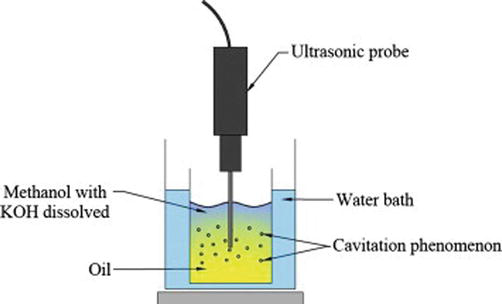 Ultrasonic probe
Methanol with
KOH dissolved
Water bath
Cavitation phenomenon
Oil